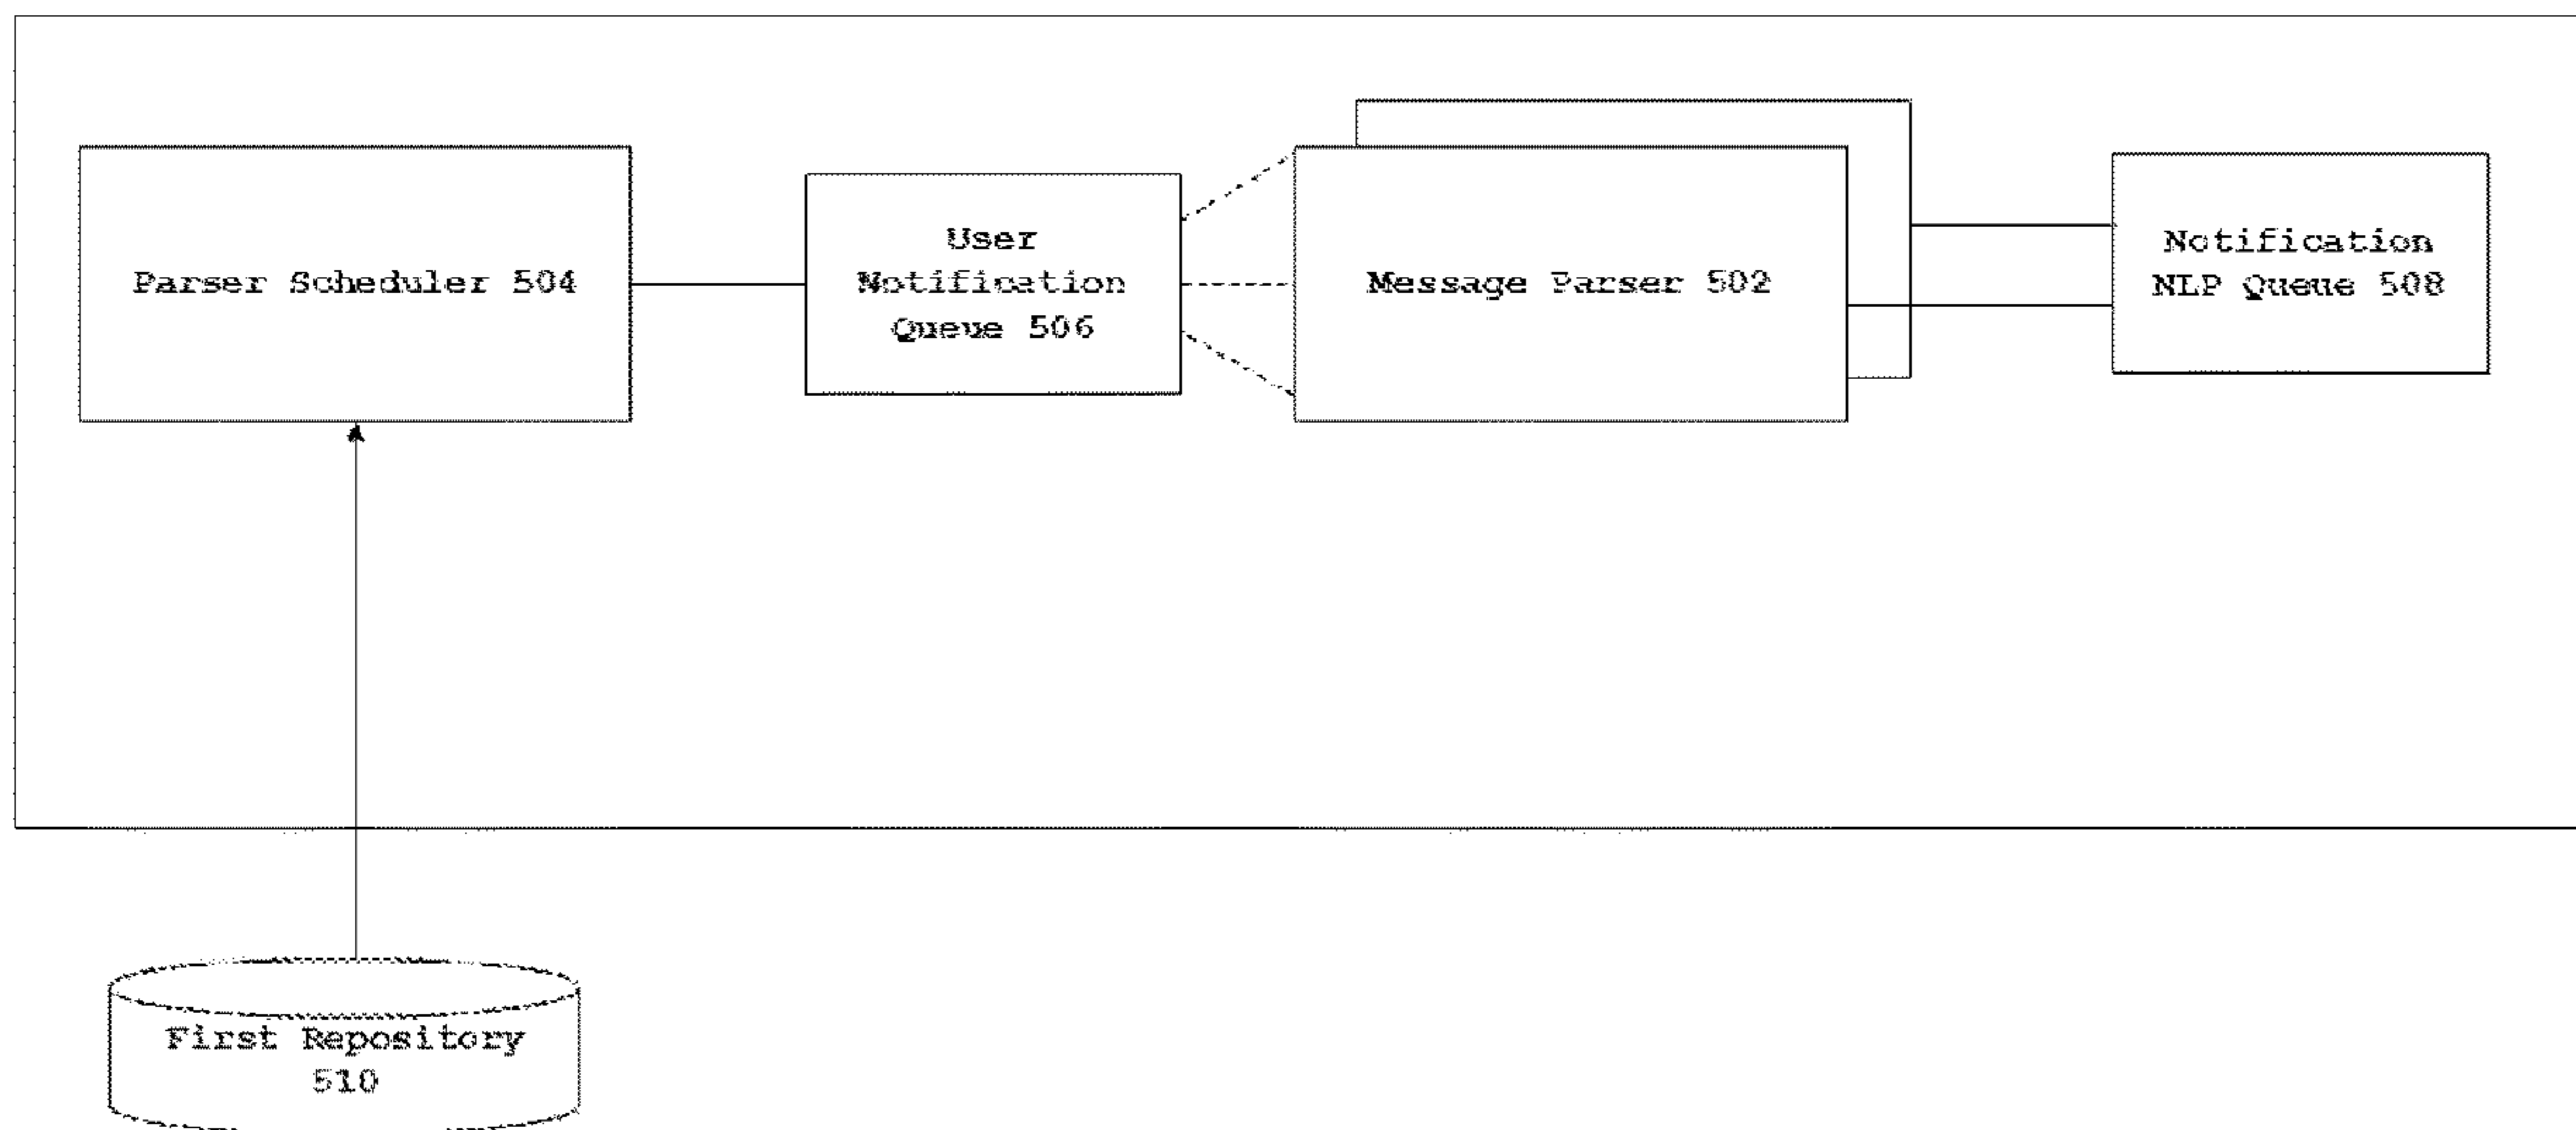 Parser Scheduler 504
User
Notification
Queue 506
Message Parser 502
Notification
NLP Queue 508
First Repository
510